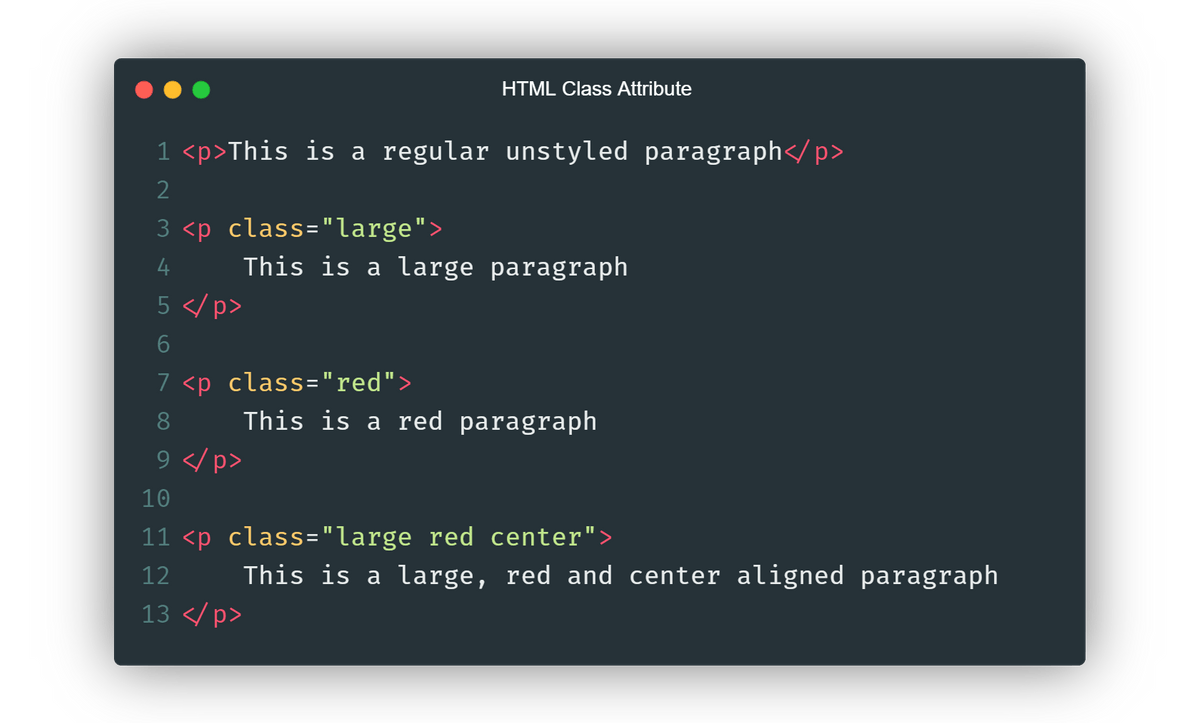 HTML Class Attribute
1 <p>This is a regular unstyled paragraph</p>
2
3 <p class="large">
4     This is a large paragraph
5 </p>
6
7 <p class="red">
8     This is a red paragraph
9 </p>
10
11 <p class="large red center">
12     This is a large, red and center aligned paragraph
13 </p>